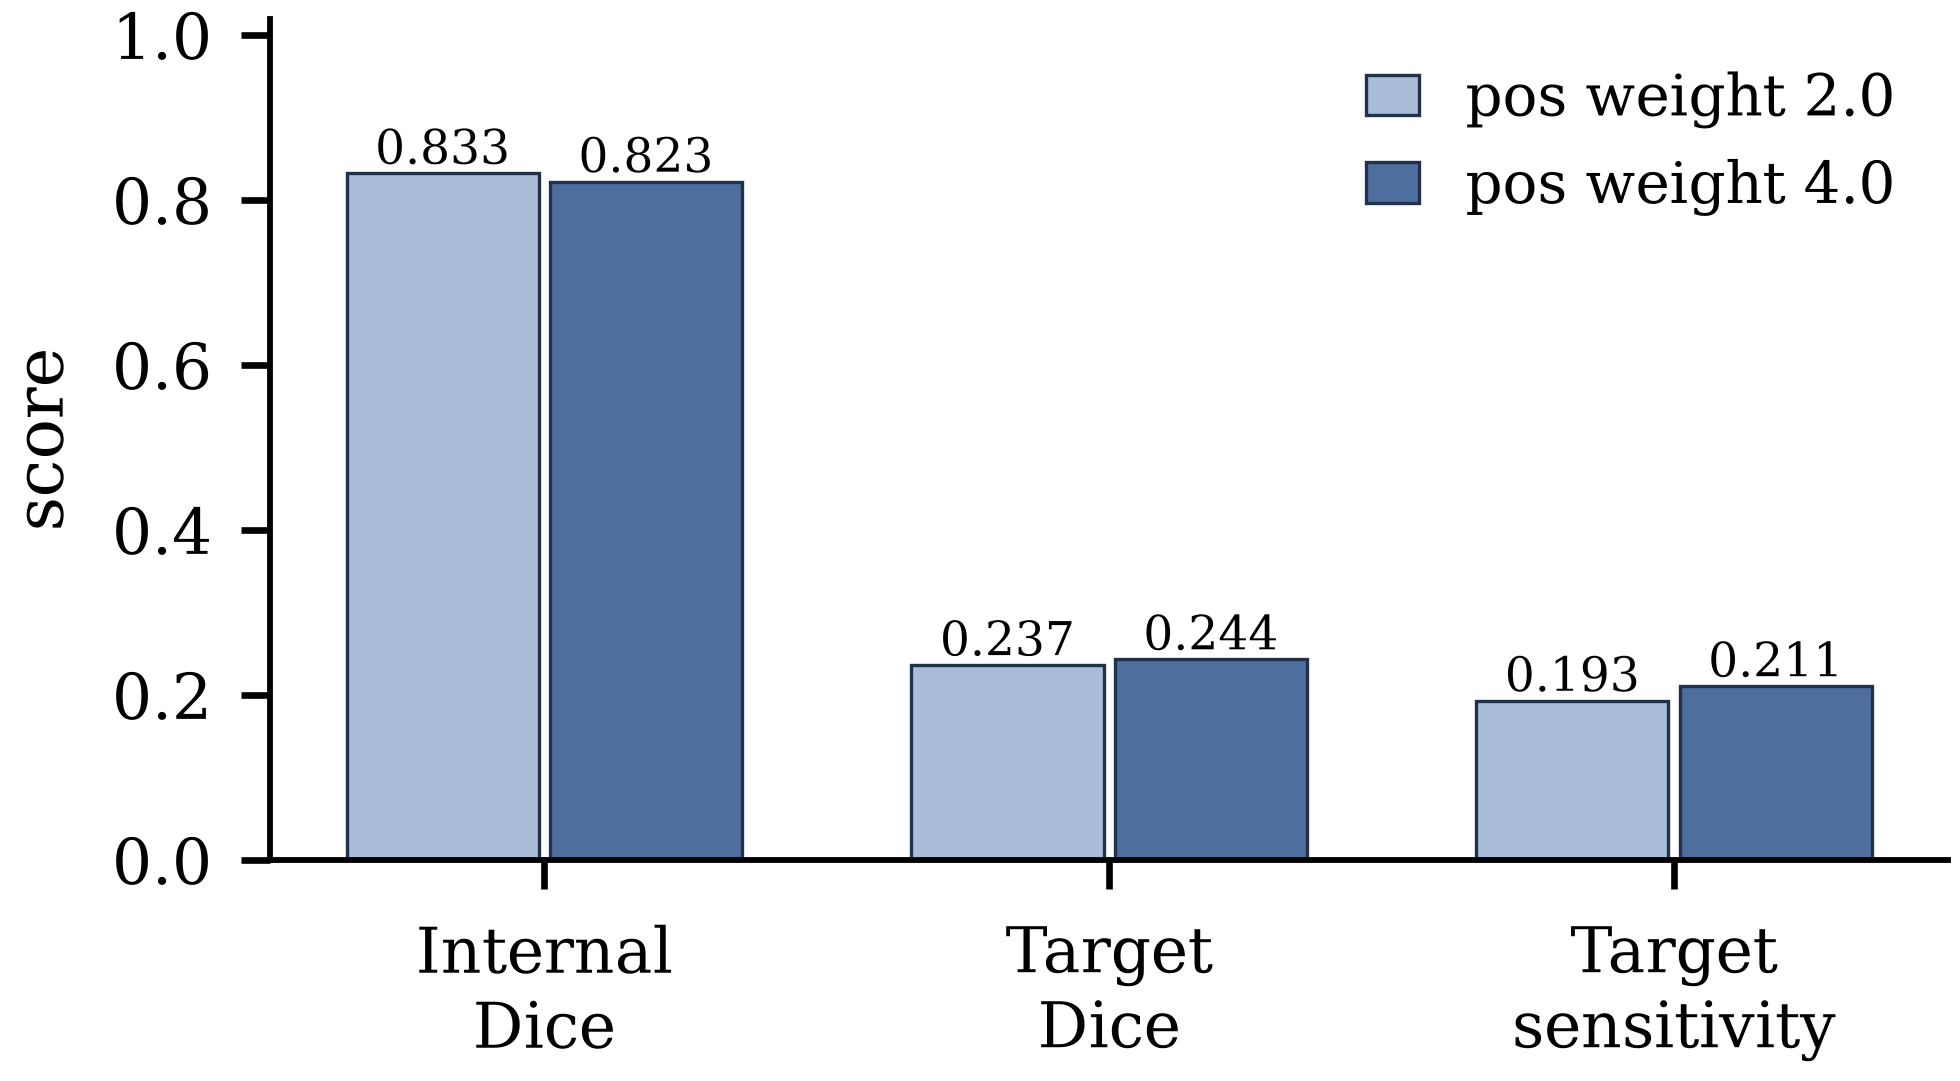 1.0
0.8
0.6
0.4
0.2
0.0
score
pos weight 2.0
pos weight 4.0
0.833
0.823
0.237
0.244
0.193
0.211
Internal
Dice
Target
Dice
Target
sensitivity